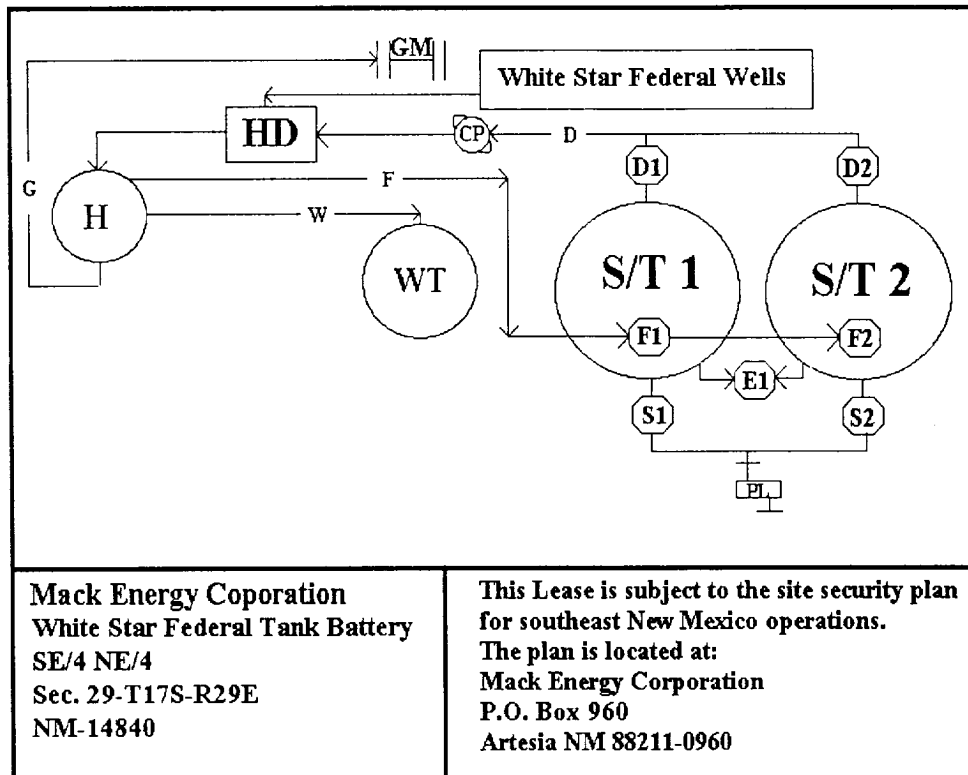 GM
White Star Federal Wells
HD
CP
D
D1
D2
G
F
H
W
WT
S/T 1
S/T 2
F1
F2
E1
S1
S2
PL
Mack Energy Coporation
White Star Federal Tank Battery
SE/4 NE/4
Sec. 29-T17S-R29E
NM-14840
This Lease is subject to the site security plan
for southeast New Mexico operations.
The plan is located at:
Mack Energy Corporation
P.O. Box 960
Artesia NM 88211-0960